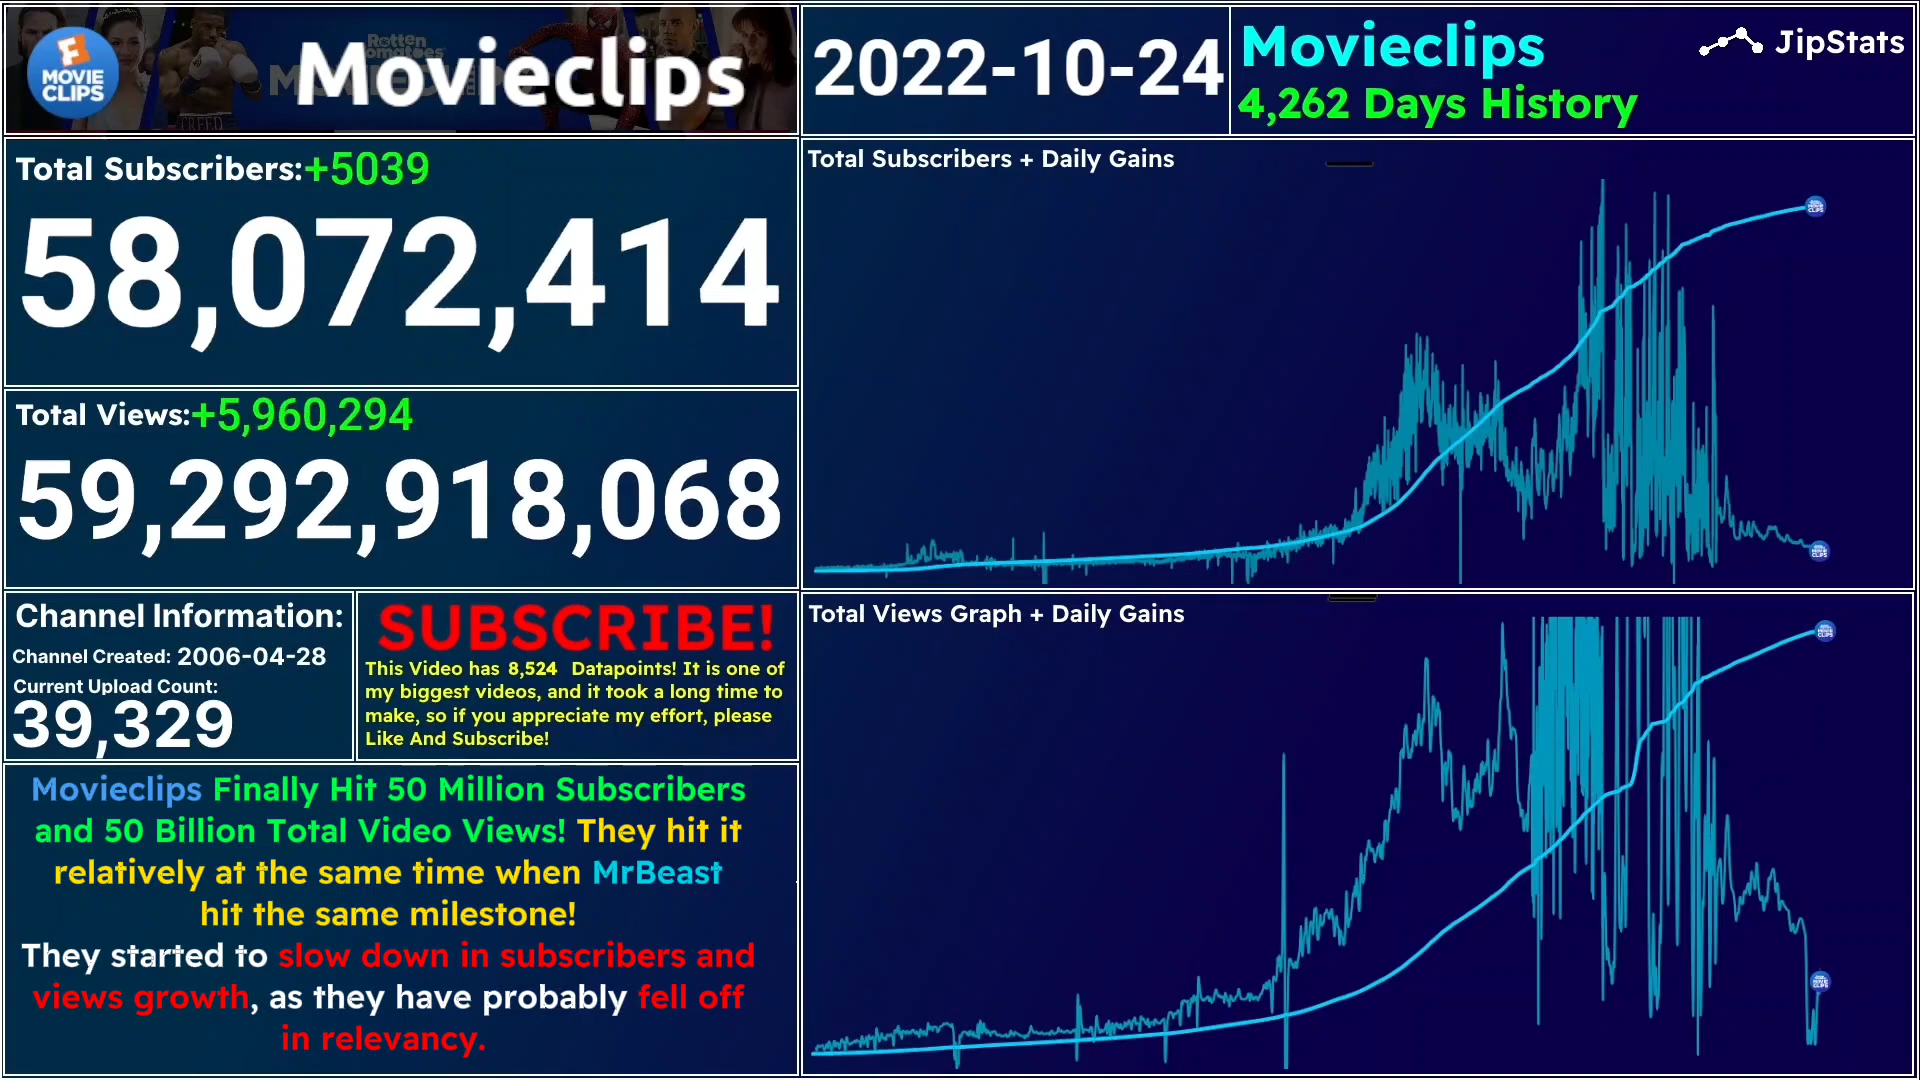 MOVIE
CLIPS
Rotten
Tomatoes
CREED
Movieclips
2022-10-24
Movieclips
4,262 Days History
JipStats
Total Subscribers:+5039
58,072,414
Total Views:+5,960,294
59,292,918,068
Channel Information:
Channel Created: 2006-04-28
Current Upload Count:
39,329
SUBSCRIBE!
This Video has 8,524 Datapoints! It is one of
my biggest videos, and it took a long time to
make, so if you appreciate my effort, please
Like And Subscribe!
Movieclips Finally Hit 50 Million Subscribers
and 50 Billion Total Video Views! They hit it
relatively at the same time when MrBeast
hit the same milestone!
They started to slow down in subscribers and
views growth, as they have probably fell off
in relevancy.
Total Subscribers + Daily Gains
Total Views Graph + Daily Gains